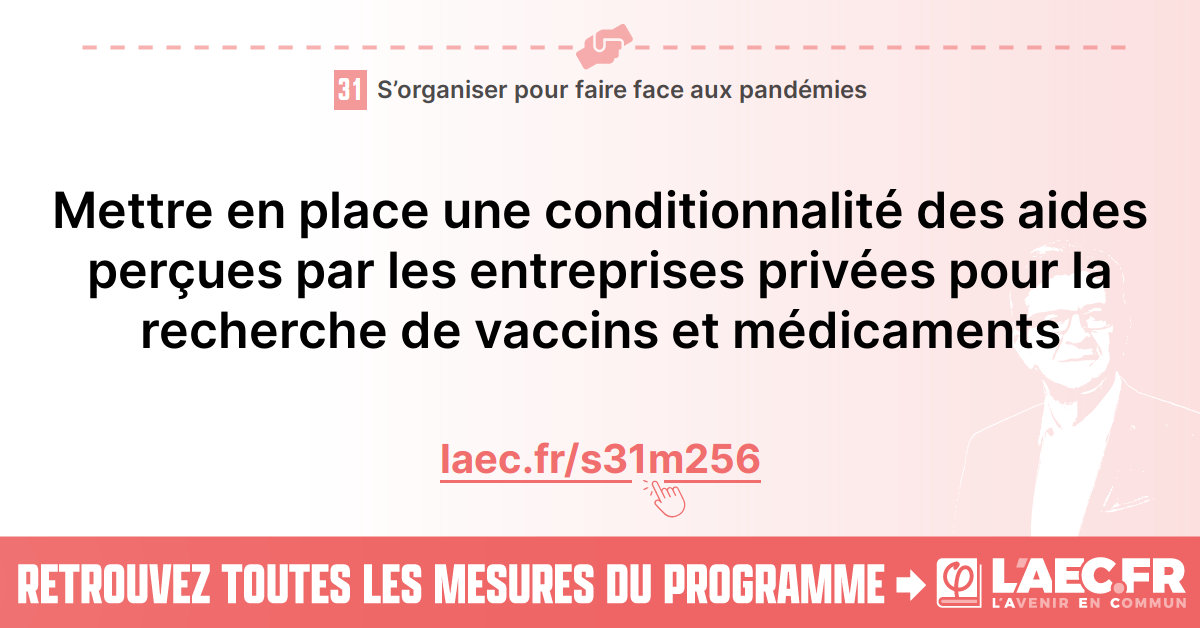 31 S’organiser pour faire face aux pandémies
Mettre en place une conditionnalité des aides
perçues par les entreprises privées pour la
recherche de vaccins et médicaments
laec.fr/s31m256
RETROUVEZ TOUTES LES MESURES DU PROGRAMME
φ L'AEC.FR
L'AVENIR EN COMMUN